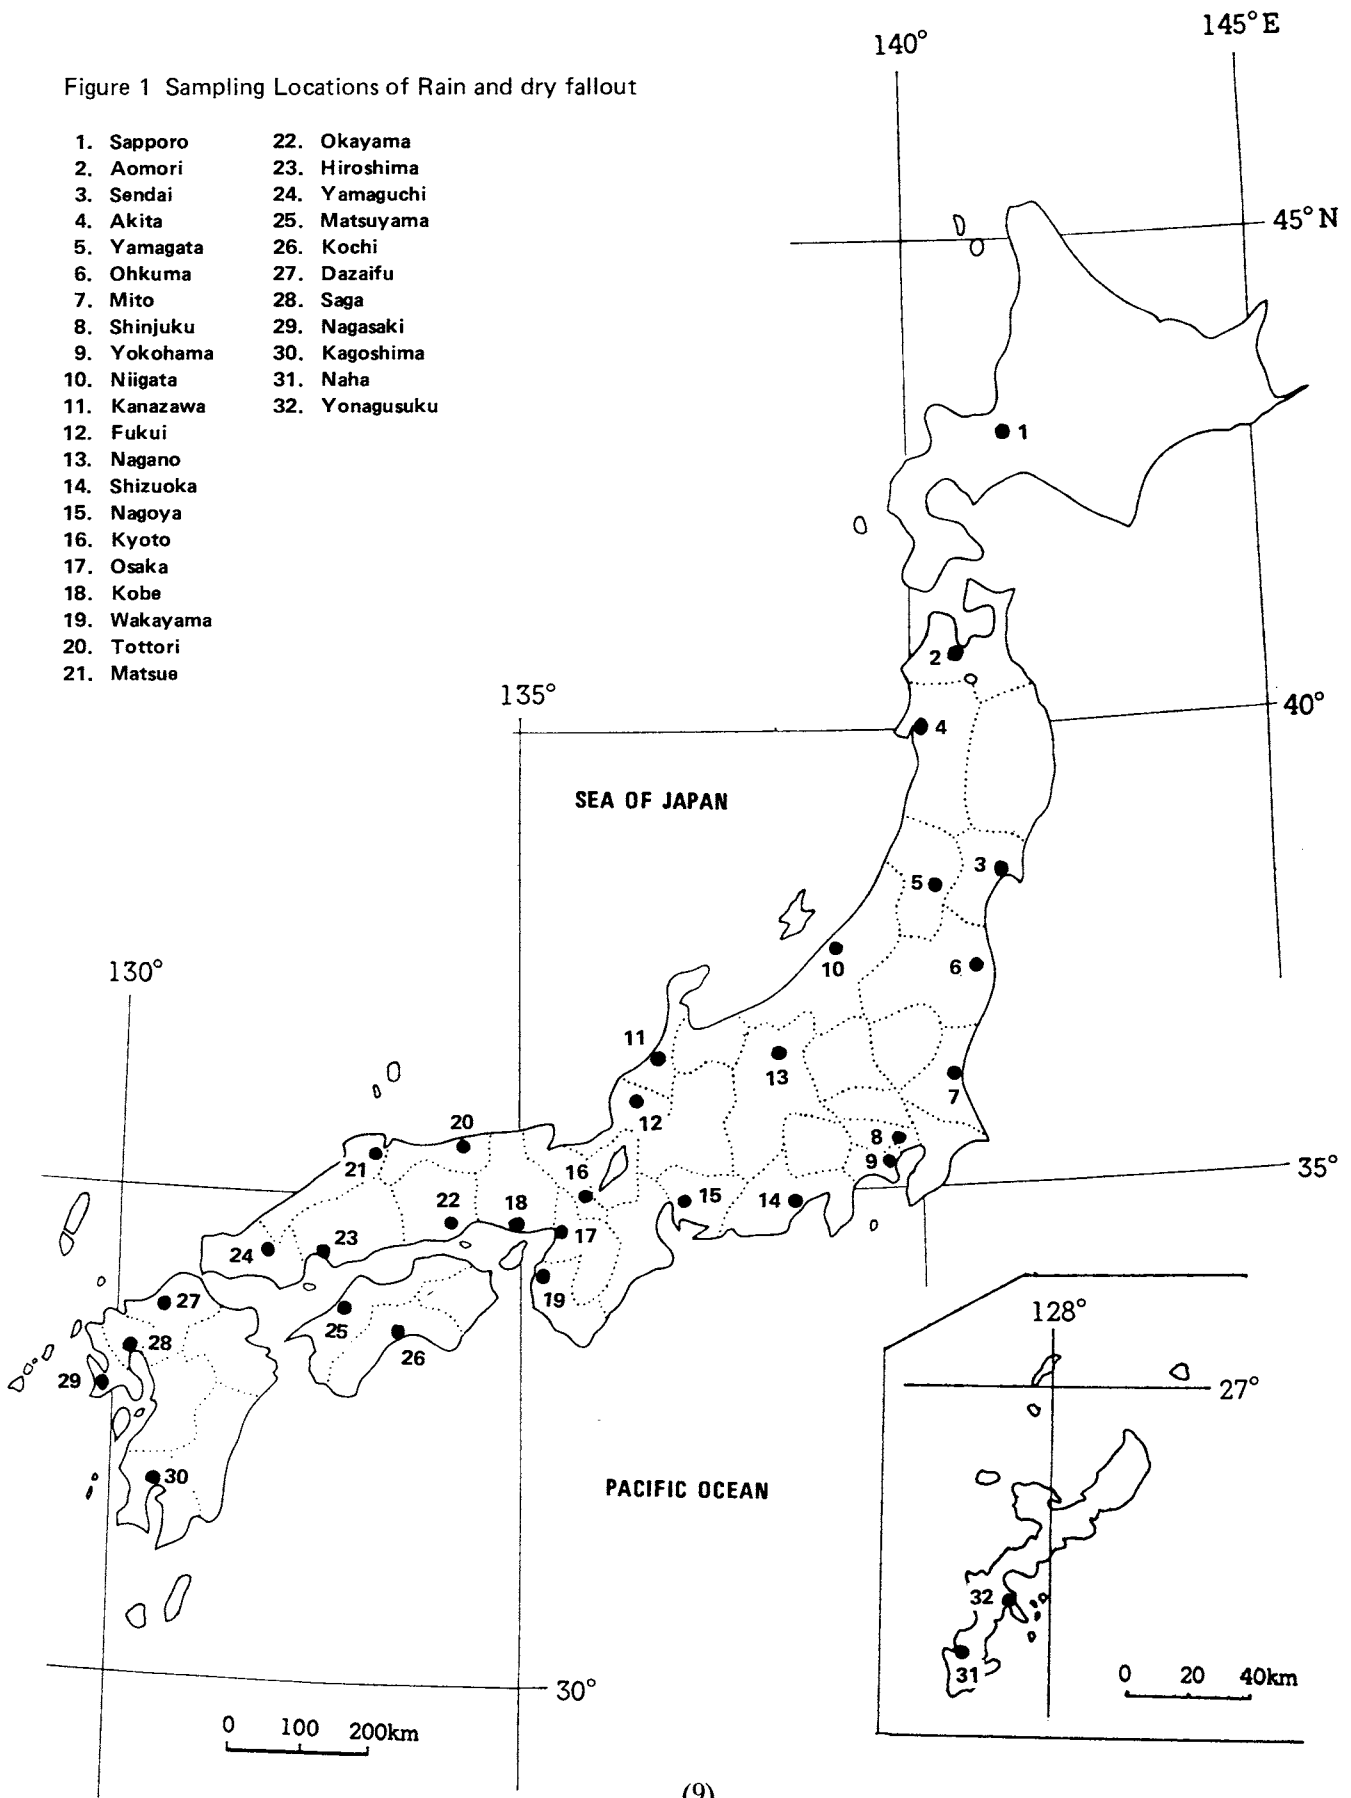 145°E
140°
Figure 1 Sampling Locations of Rain and dry fallout
1. Sapporo
2. Aomori
3. Sendai
4. Akita
5. Yamagata
6. Ohkuma
7. Mito
8. Shinjuku
9. Yokohama
10. Niigata
11. Kanazawa
12. Fukui
13. Nagano
14. Shizuoka
15. Nagoya
16. Kyoto
17. Osaka
18. Kobe
19. Wakayama
20. Tottori
21. Matsue
22. Okayama
23. Hiroshima
24. Yamaguchi
25. Matsuyama
26. Kochi
27. Dazaifu
28. Saga
29. Nagasaki
30. Kagoshima
31. Naha
32. Yonagusuku
45°N
1
2
135°
40°
4
SEA OF JAPAN
3
5
10
6
130°
11
13
7
12
20
8
21
16
9
35°
22
18
15
14
24
23
17
19
27
25
28
26
29
30
128°
27°
PACIFIC OCEAN
32
31
0 20 40km
30°
0 100 200km
(9)